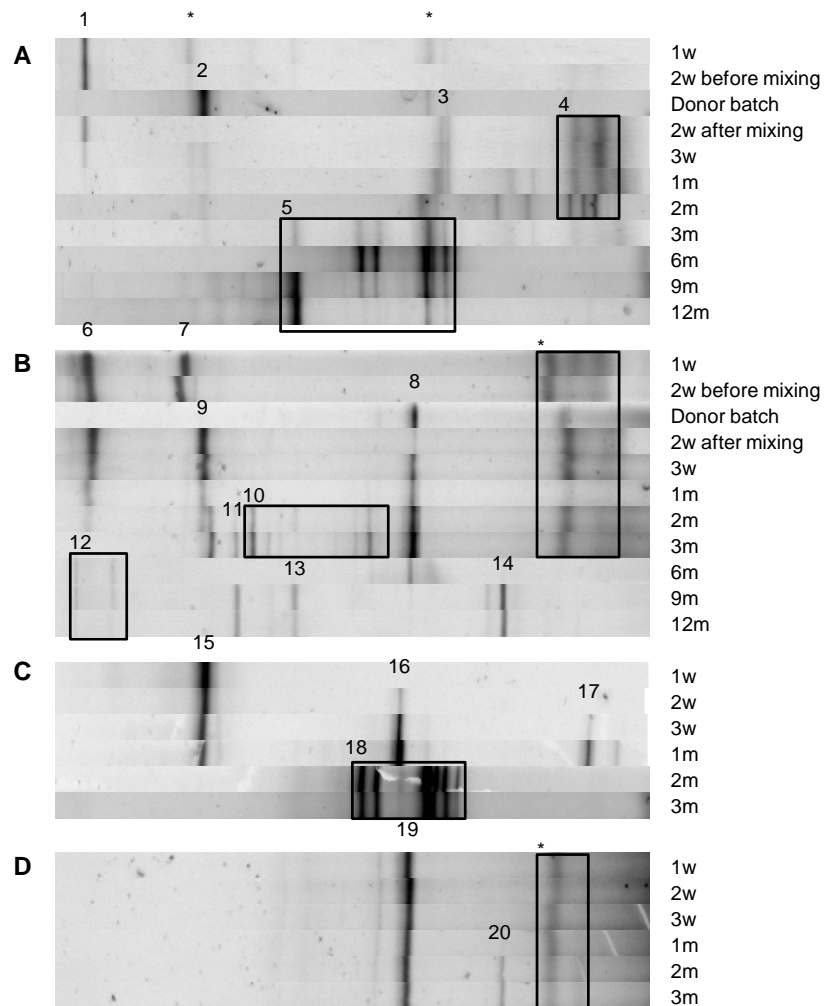 1 * *
A 1w
2 2w before mixing
Donor batch
3 4 2w after mixing
3w
1m
2m
5 3m
6m
9m
12m
6 7
B * 1w
8 2w before mixing
9 Donor batch
2w after mixing
3w
1m
10 2m
11 3m
12 13 14 6m
9m
12m
15
C 16 1w
17 2w
3w
18 1m
2m
3m
19
D * 1w
2w
3w
20 1m
2m
3m